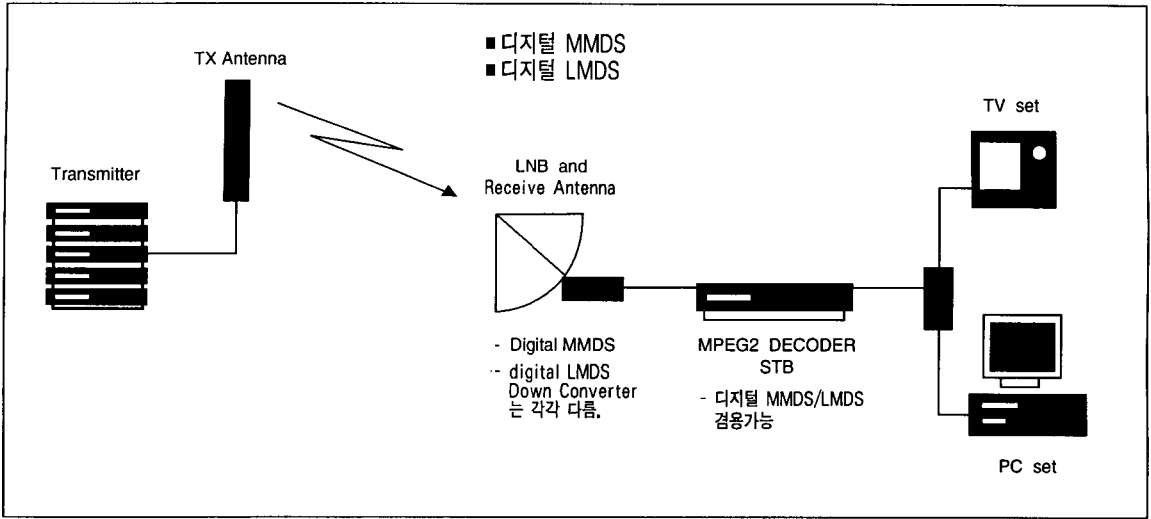 ■ 디지털 MMDS
■ 디지털 LMDS
TX Antenna
Transmitter
LNB and
Receive Antenna
TV set
- Digital MMDS
- digital LMDS
Down Converter
는 각각 다름.
MPEG2 DECODER
STB
- 디지털 MMDS/LMDS
겸용가능
PC set